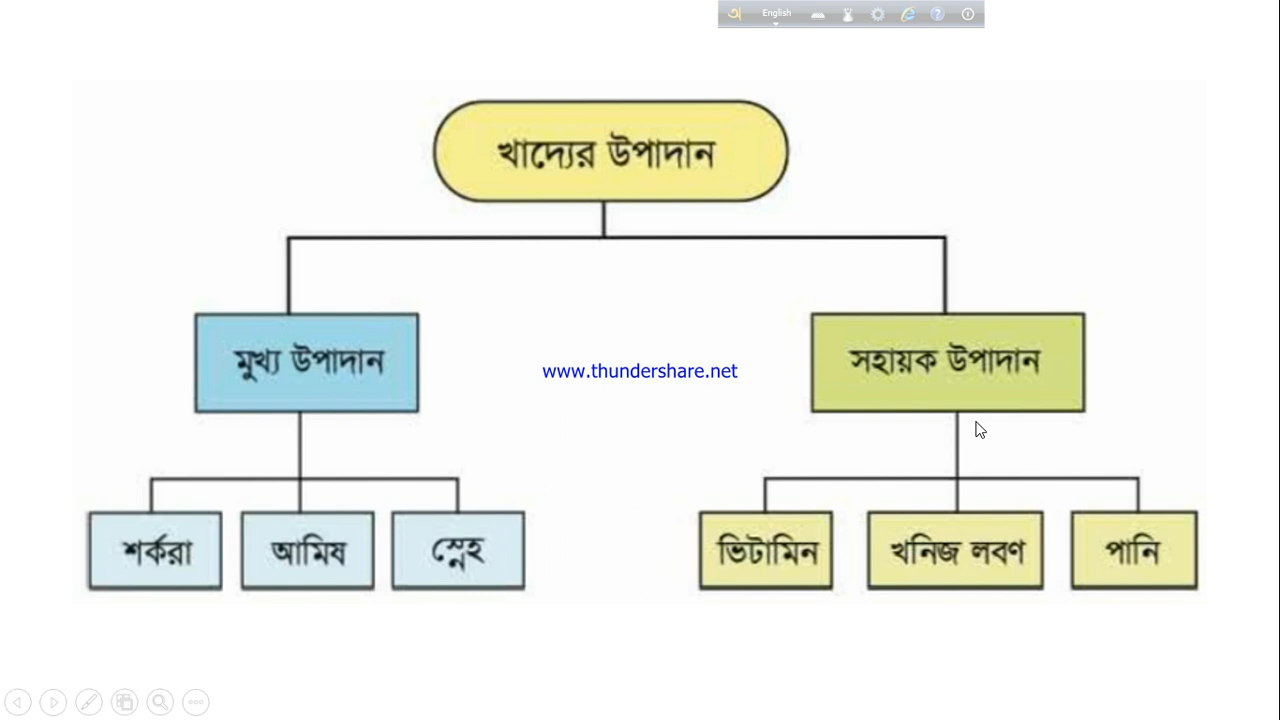 English
খাদ্যের উপাদান
মুখ্য উপাদান
সহায়ক উপাদান
www.thundershare.net
শর্করা
আমিষ
স্নেহ
ভিটামিন
খনিজ লবণ
পানি